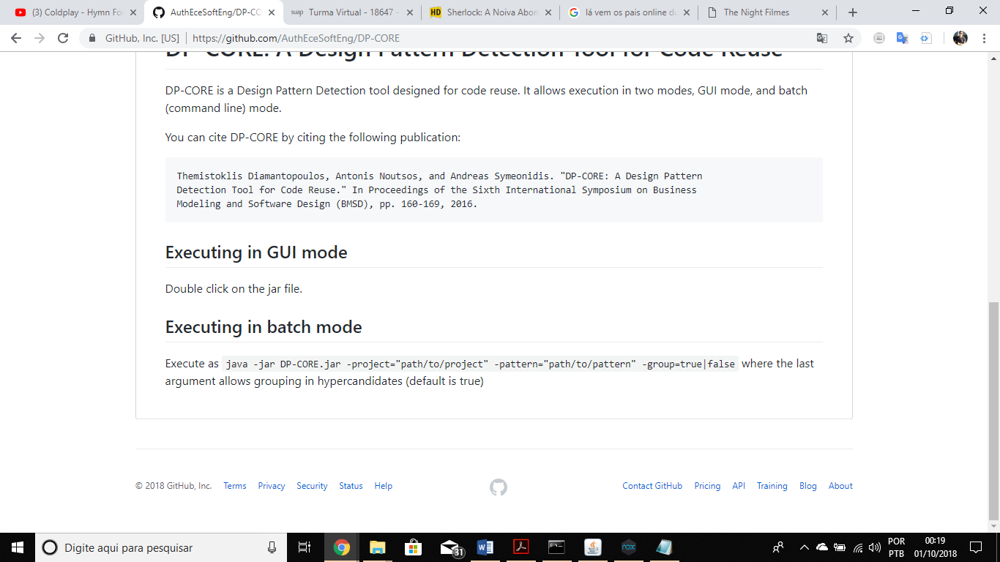 (3) Coldplay - Hymn Fo
AuthEceSoftEng/DP-CO
suap Turma Virtual - 18647 -
HD Sherlock: A Noiva Abon
lá vem os pais online du
The Night Filmes
GitHub, Inc. [US] | https://github.com/AuthEceSoftEng/DP-CORE
DP-CORE: A Design Pattern Detection Tool for Code Reuse
DP-CORE is a Design Pattern Detection tool designed for code reuse. It allows execution in two modes, GUI mode, and batch
(command line) mode.
You can cite DP-CORE by citing the following publication:
Themistoklis Diamantopoulos, Antonis Noutsos, and Andreas Symeonidis. "DP-CORE: A Design Pattern
Detection Tool for Code Reuse." In Proceedings of the Sixth International Symposium on Business
Modeling and Software Design (BMSD), pp. 160-169, 2016.
Executing in GUI mode
Double click on the jar file.
Executing in batch mode
Execute as java -jar DP-CORE.jar -project="path/to/project" -pattern="path/to/pattern" -group=true|false where the last
argument allows grouping in hypercandidates (default is true)
© 2018 GitHub, Inc. Terms Privacy Security Status Help
Contact GitHub Pricing API Training Blog About
Digite aqui para pesquisar
31
nox
POR
PTB
00:19
01/10/2018